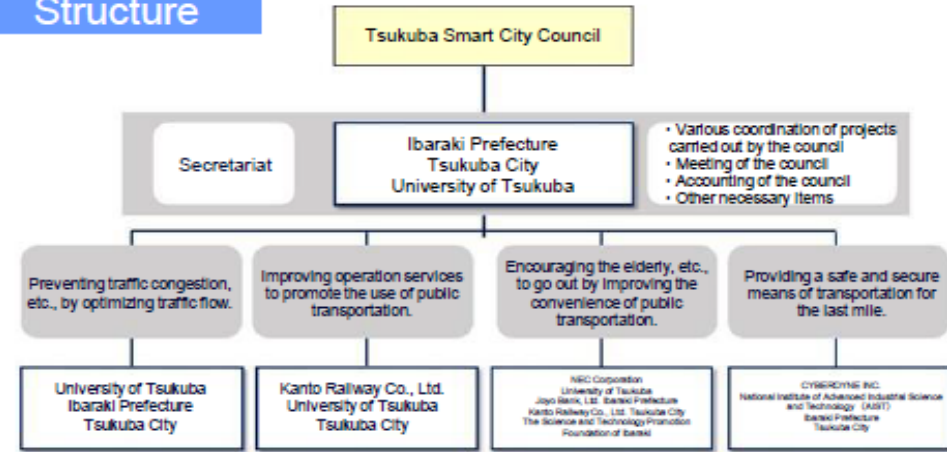 Structure
Tsukuba Smart City Council
Secretariat
Ibaraki Prefecture
Tsukuba City
University of Tsukuba
・Various coordination of projects
carried out by the council
・Meeting of the council
・Accounting of the council
・Other necessary items
Preventing traffic congestion,
etc., by optimizing traffic flow.
Improving operation services
to promote the use of public
transportation.
Encouraging the elderly, etc.,
to go out by improving the
convenience of public
transportation.
Providing a safe and secure
means of transportation for
the last mile.
University of Tsukuba
Ibaraki Prefecture
Tsukuba City
Kanto Railway Co., Ltd.
University of Tsukuba
Tsukuba City
NEC Corporation
University of Tsukuba
Joyo Bank, Ltd. Ibaraki Prefecture
Kanto Railway Co., Ltd. Tsukuba City
The Science and Technology Promotion
Foundation of Ibaraki
CYBERDYNE INC.
National Institute of Advanced Industrial Science
and Technology (AIST)
Ibaraki Prefecture
Tsukuba City